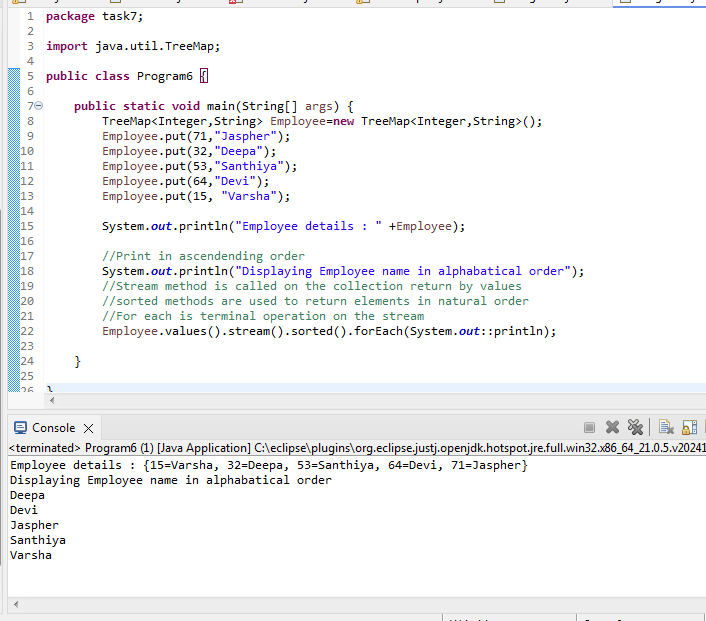 1 package task7;
2
3 import java.util.TreeMap;
4
5 public class Program6 {
6
7 public static void main(String[] args) {
8 TreeMap<Integer,String> Employee=new TreeMap<Integer,String>();
9 Employee.put(71,"Jaspher");
10 Employee.put(32,"Deepa");
11 Employee.put(53,"Santhiya");
12 Employee.put(64,"Devi");
13 Employee.put(15, "Varsha");
14
15 System.out.println("Employee details : " +Employee);
16
17 //Print in ascendending order
18 System.out.println("Displaying Employee name in alphabatical order");
19 //Stream method is called on the collection return by values
20 //sorted methods are used to return elements in natural order
21 //For each is terminal operation on the stream
22 Employee.values().stream().sorted().forEach(System.out::println);
23
24 }
25
26 }
Console
<terminated> Program6 (1) [Java Application] C:\eclipse\plugins\org.eclipse.justj.openjdk.hotspot.jre.full.win32.x86_64_21.0.5.v20241
Employee details : {15=Varsha, 32=Deepa, 53=Santhiya, 64=Devi, 71=Jaspher}
Displaying Employee name in alphabatical order
Deepa
Devi
Jaspher
Santhiya
Varsha